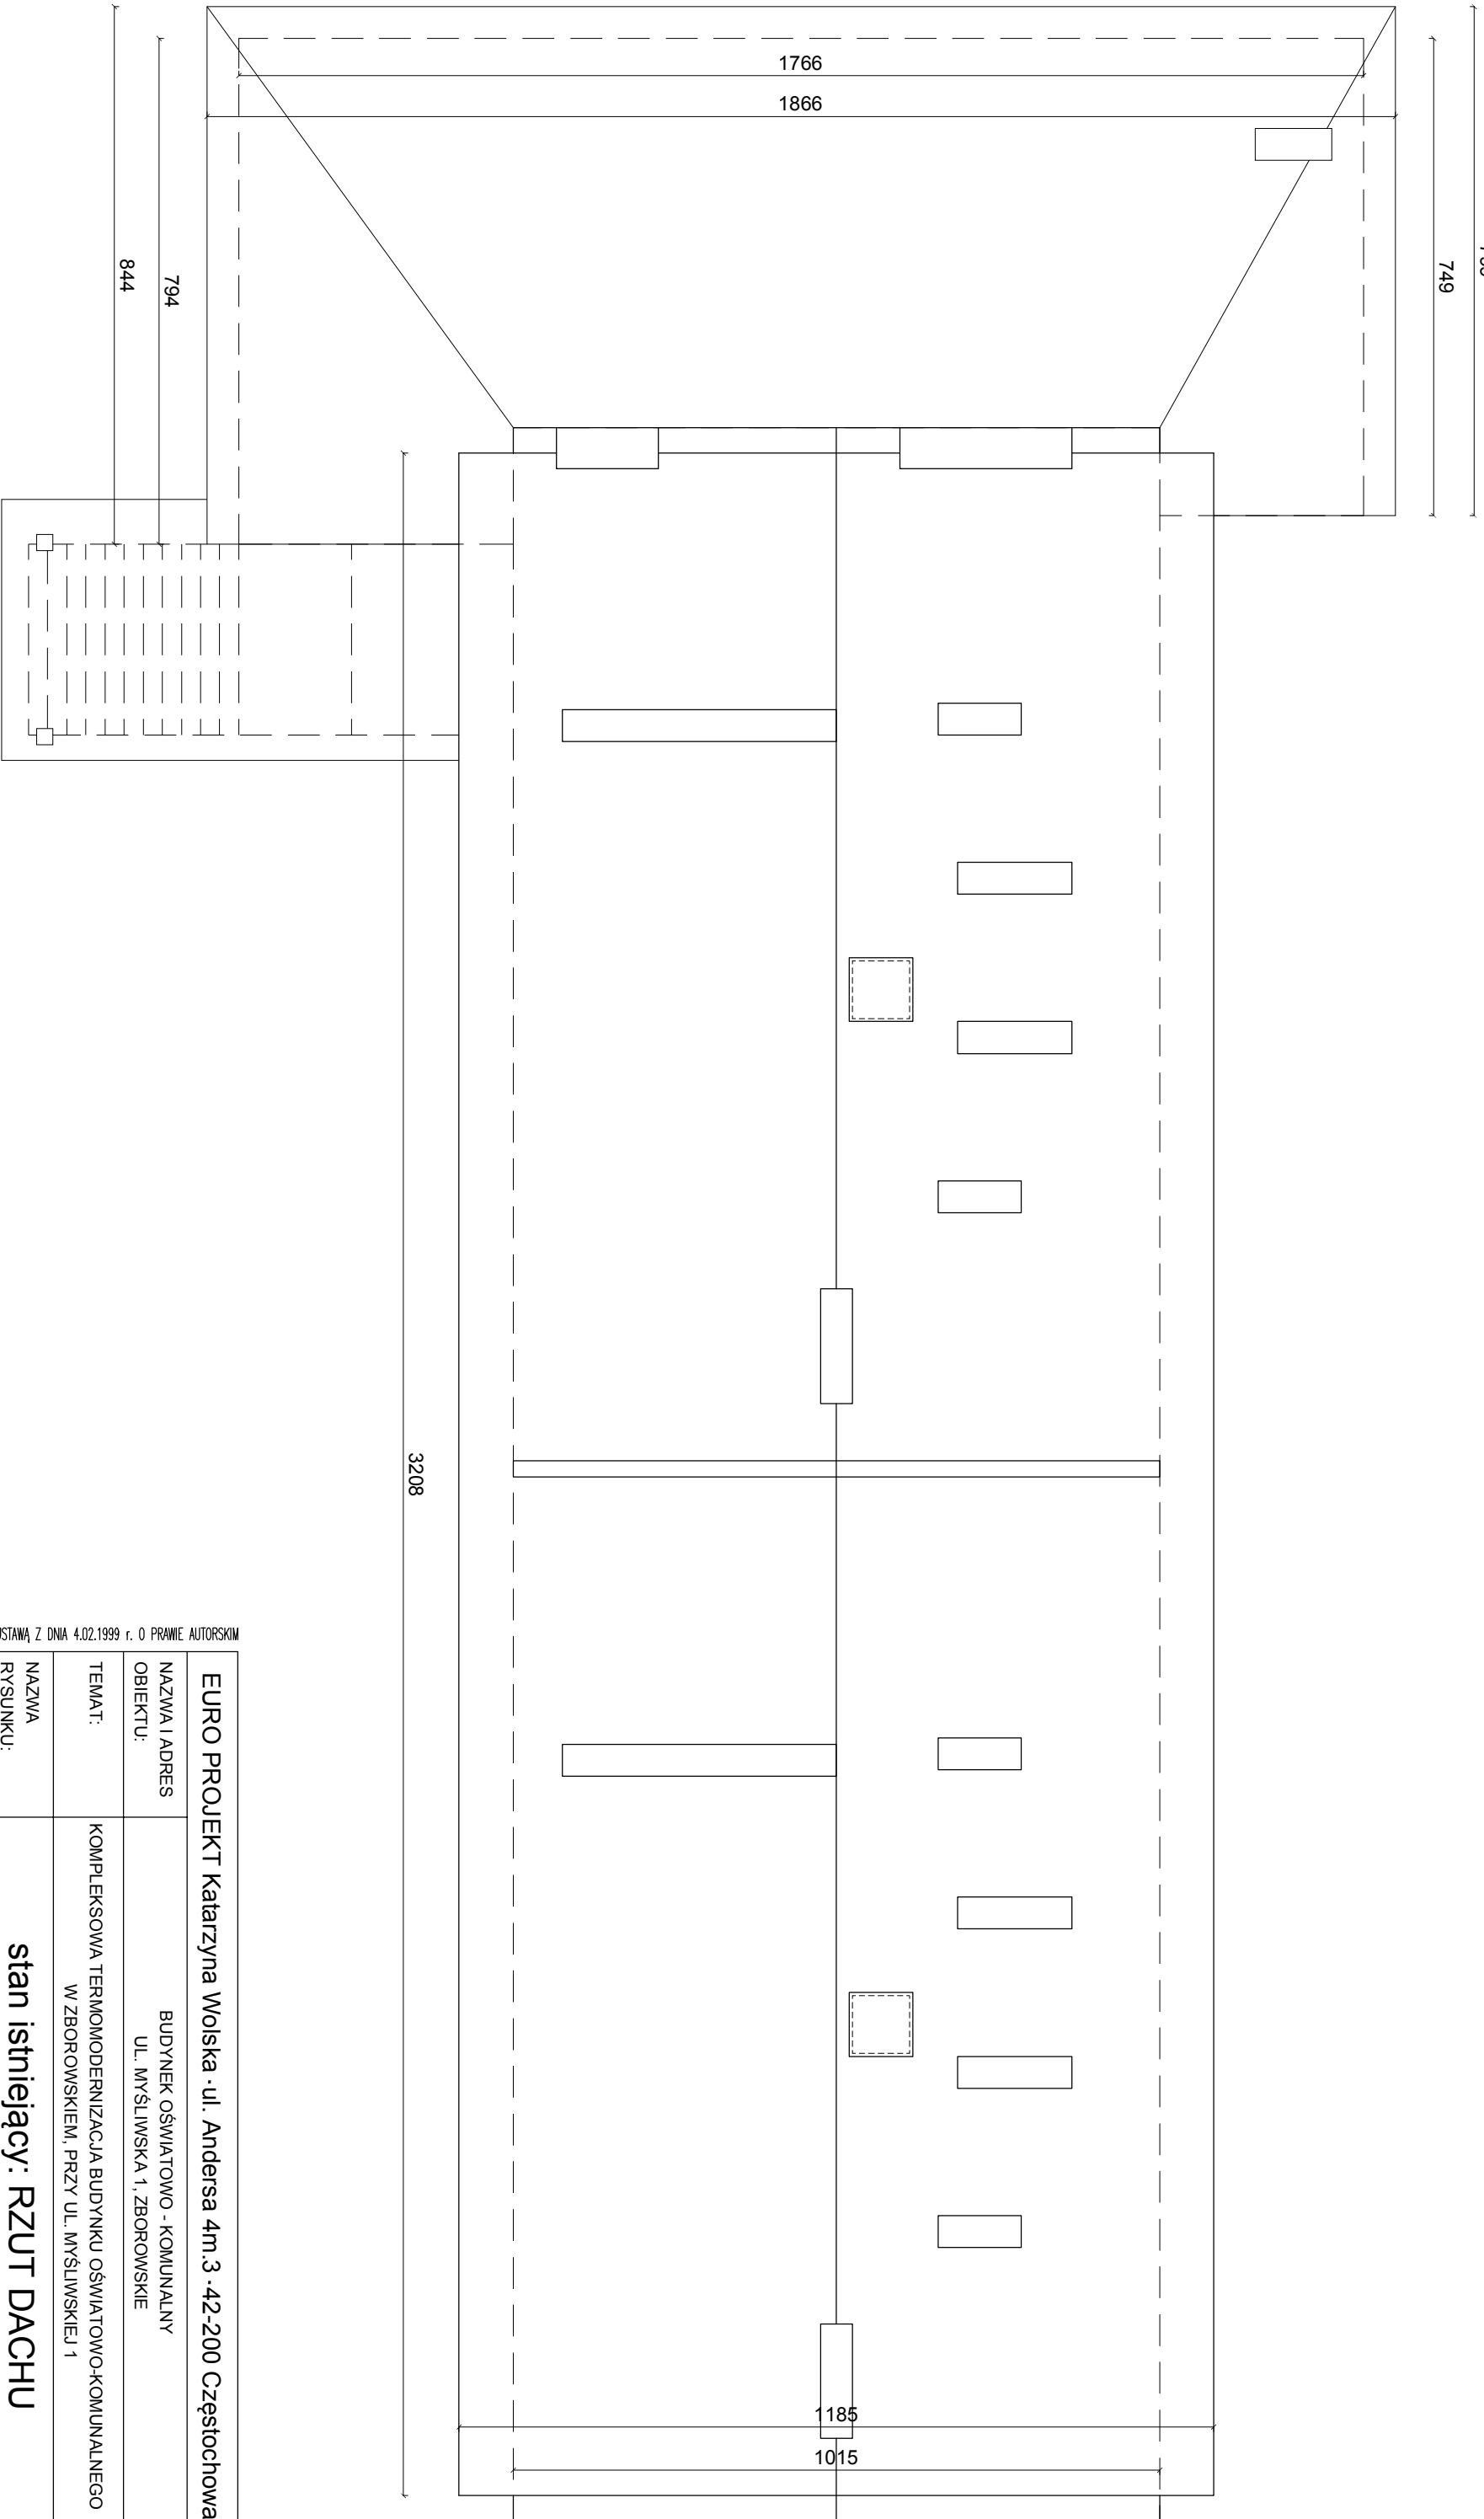 1766
1866
749
794
844
3208
1185
1015
USTAWĄ Z DNIA 4.02.1999 r. O PRAWIE AUTORSKIM
EURO PROJEKT Katarzyna Wolska ·ul. Andersa 4m.3 ·42-200 Częstochowa
NAZWA I ADRES
OBIEKTU:
BUDYNEK OŚWIATOWO - KOMUNALNY
UL. MYŚLIWSKA 1, ZBOROWSKIE
TEMAT:
KOMPLEKSOWA TERMOMODERNIZACJA BUDYNKU OŚWIATOWO-KOMUNALNEGO
W ZBOROWSKIEM, PRZY UL. MYŚLIWSKIEJ 1
NAZWA
RYSUNKU:
stan istniejący: RZUT DACHU